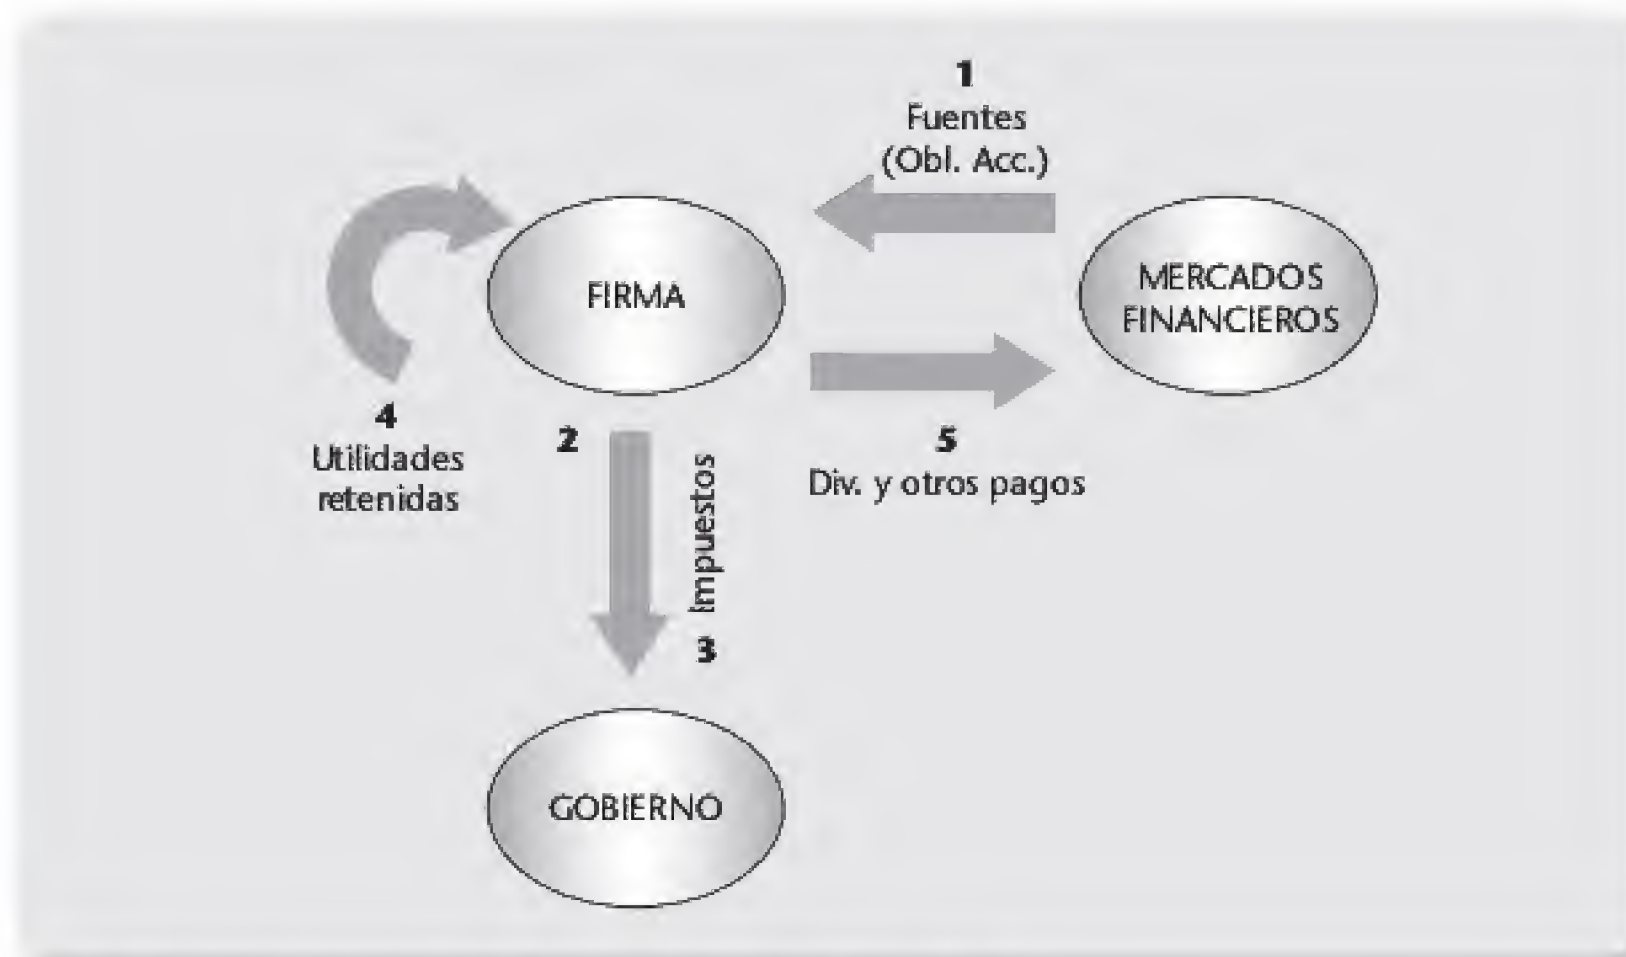 1
Fuentes
(Obl. Acc.)
FIRMA
MERCADOS
FINANCIEROS
4
Utilidades
retenidas
2
Impuestos
3
5
Div. y otros pagos
GOBIERNO